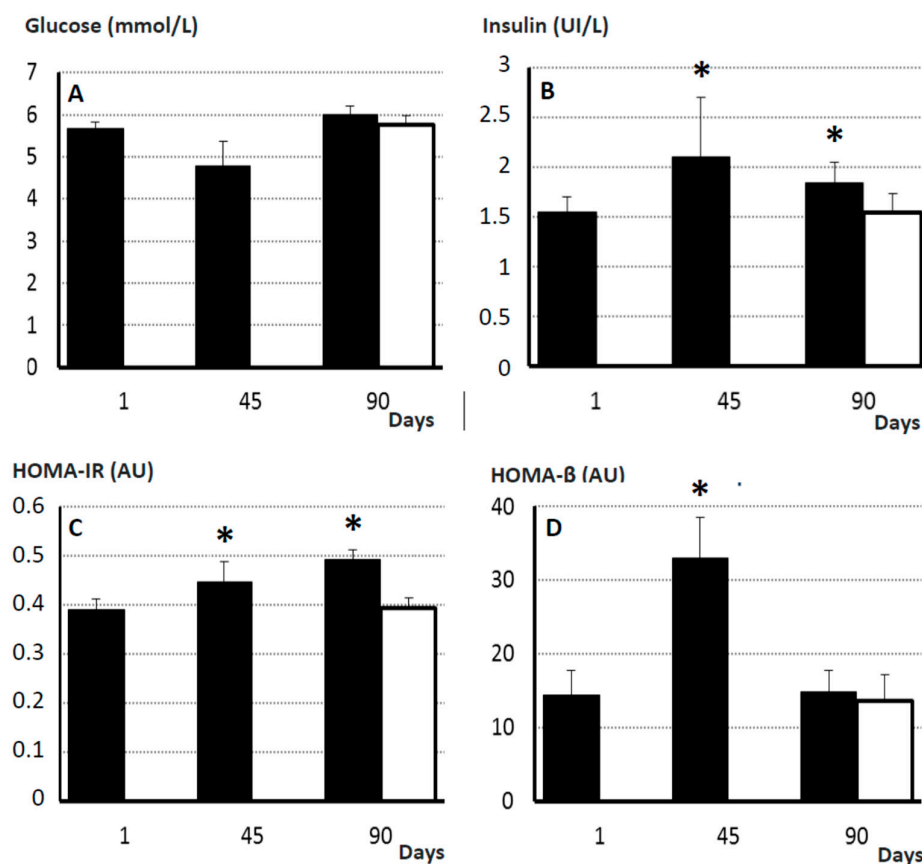 Glucose (mmol/L)
7
6
5
4
3
2
1
0
A
1 45 90
Days
Insulin (UI/L)
3
2.5
2
1.5
1
0.5
0
B
*
*
1 45 90
Days
HOMA-IR (AU)
0.6
0.5
0.4
0.3
0.2
0.1
0
C
*
*
1 45 90
Days
HOMA-β (AU)
40
30
20
10
0
D
*
1 45 90
Days